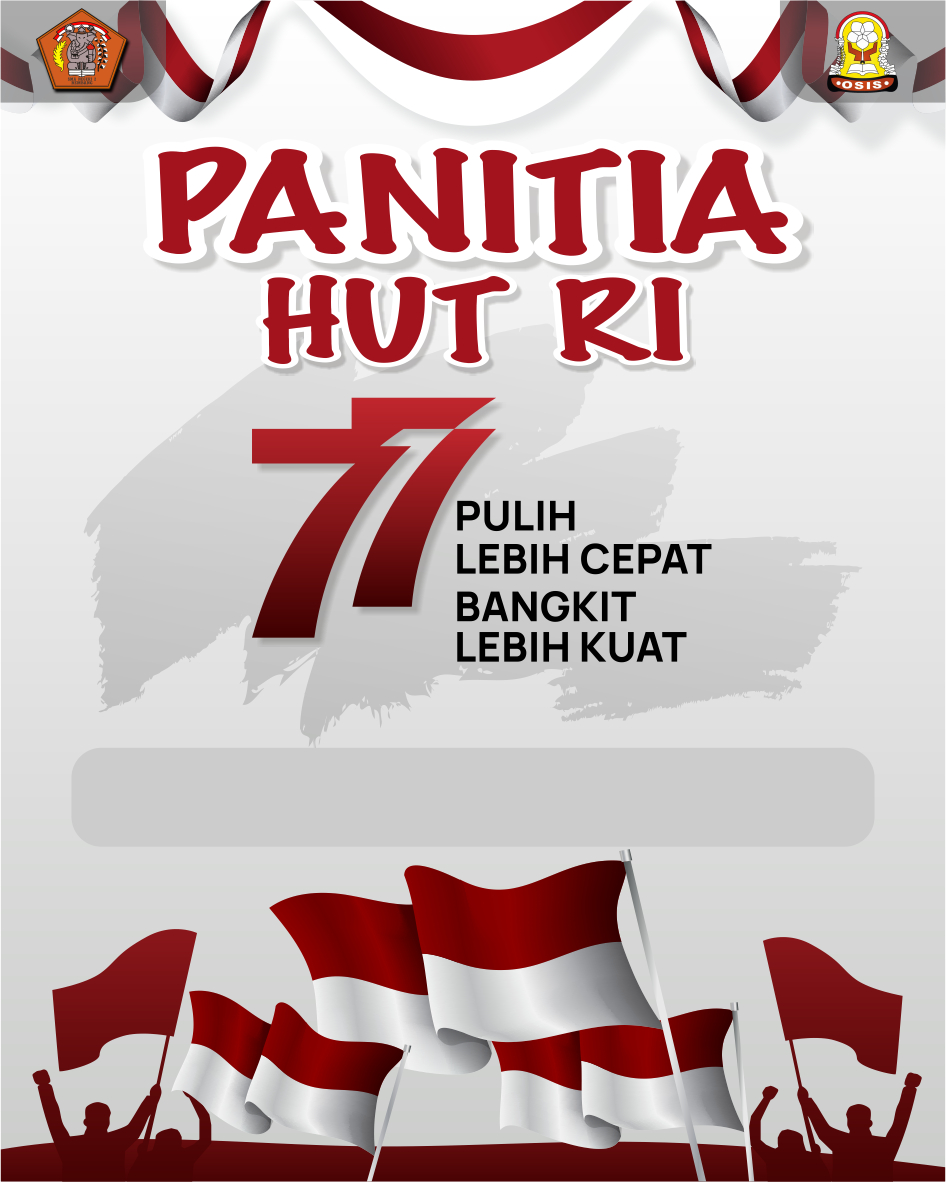 OSIS
PANITIA
HUT RI
77
PULIH
LEBIH CEPAT
BANGKIT
LEBIH KUAT